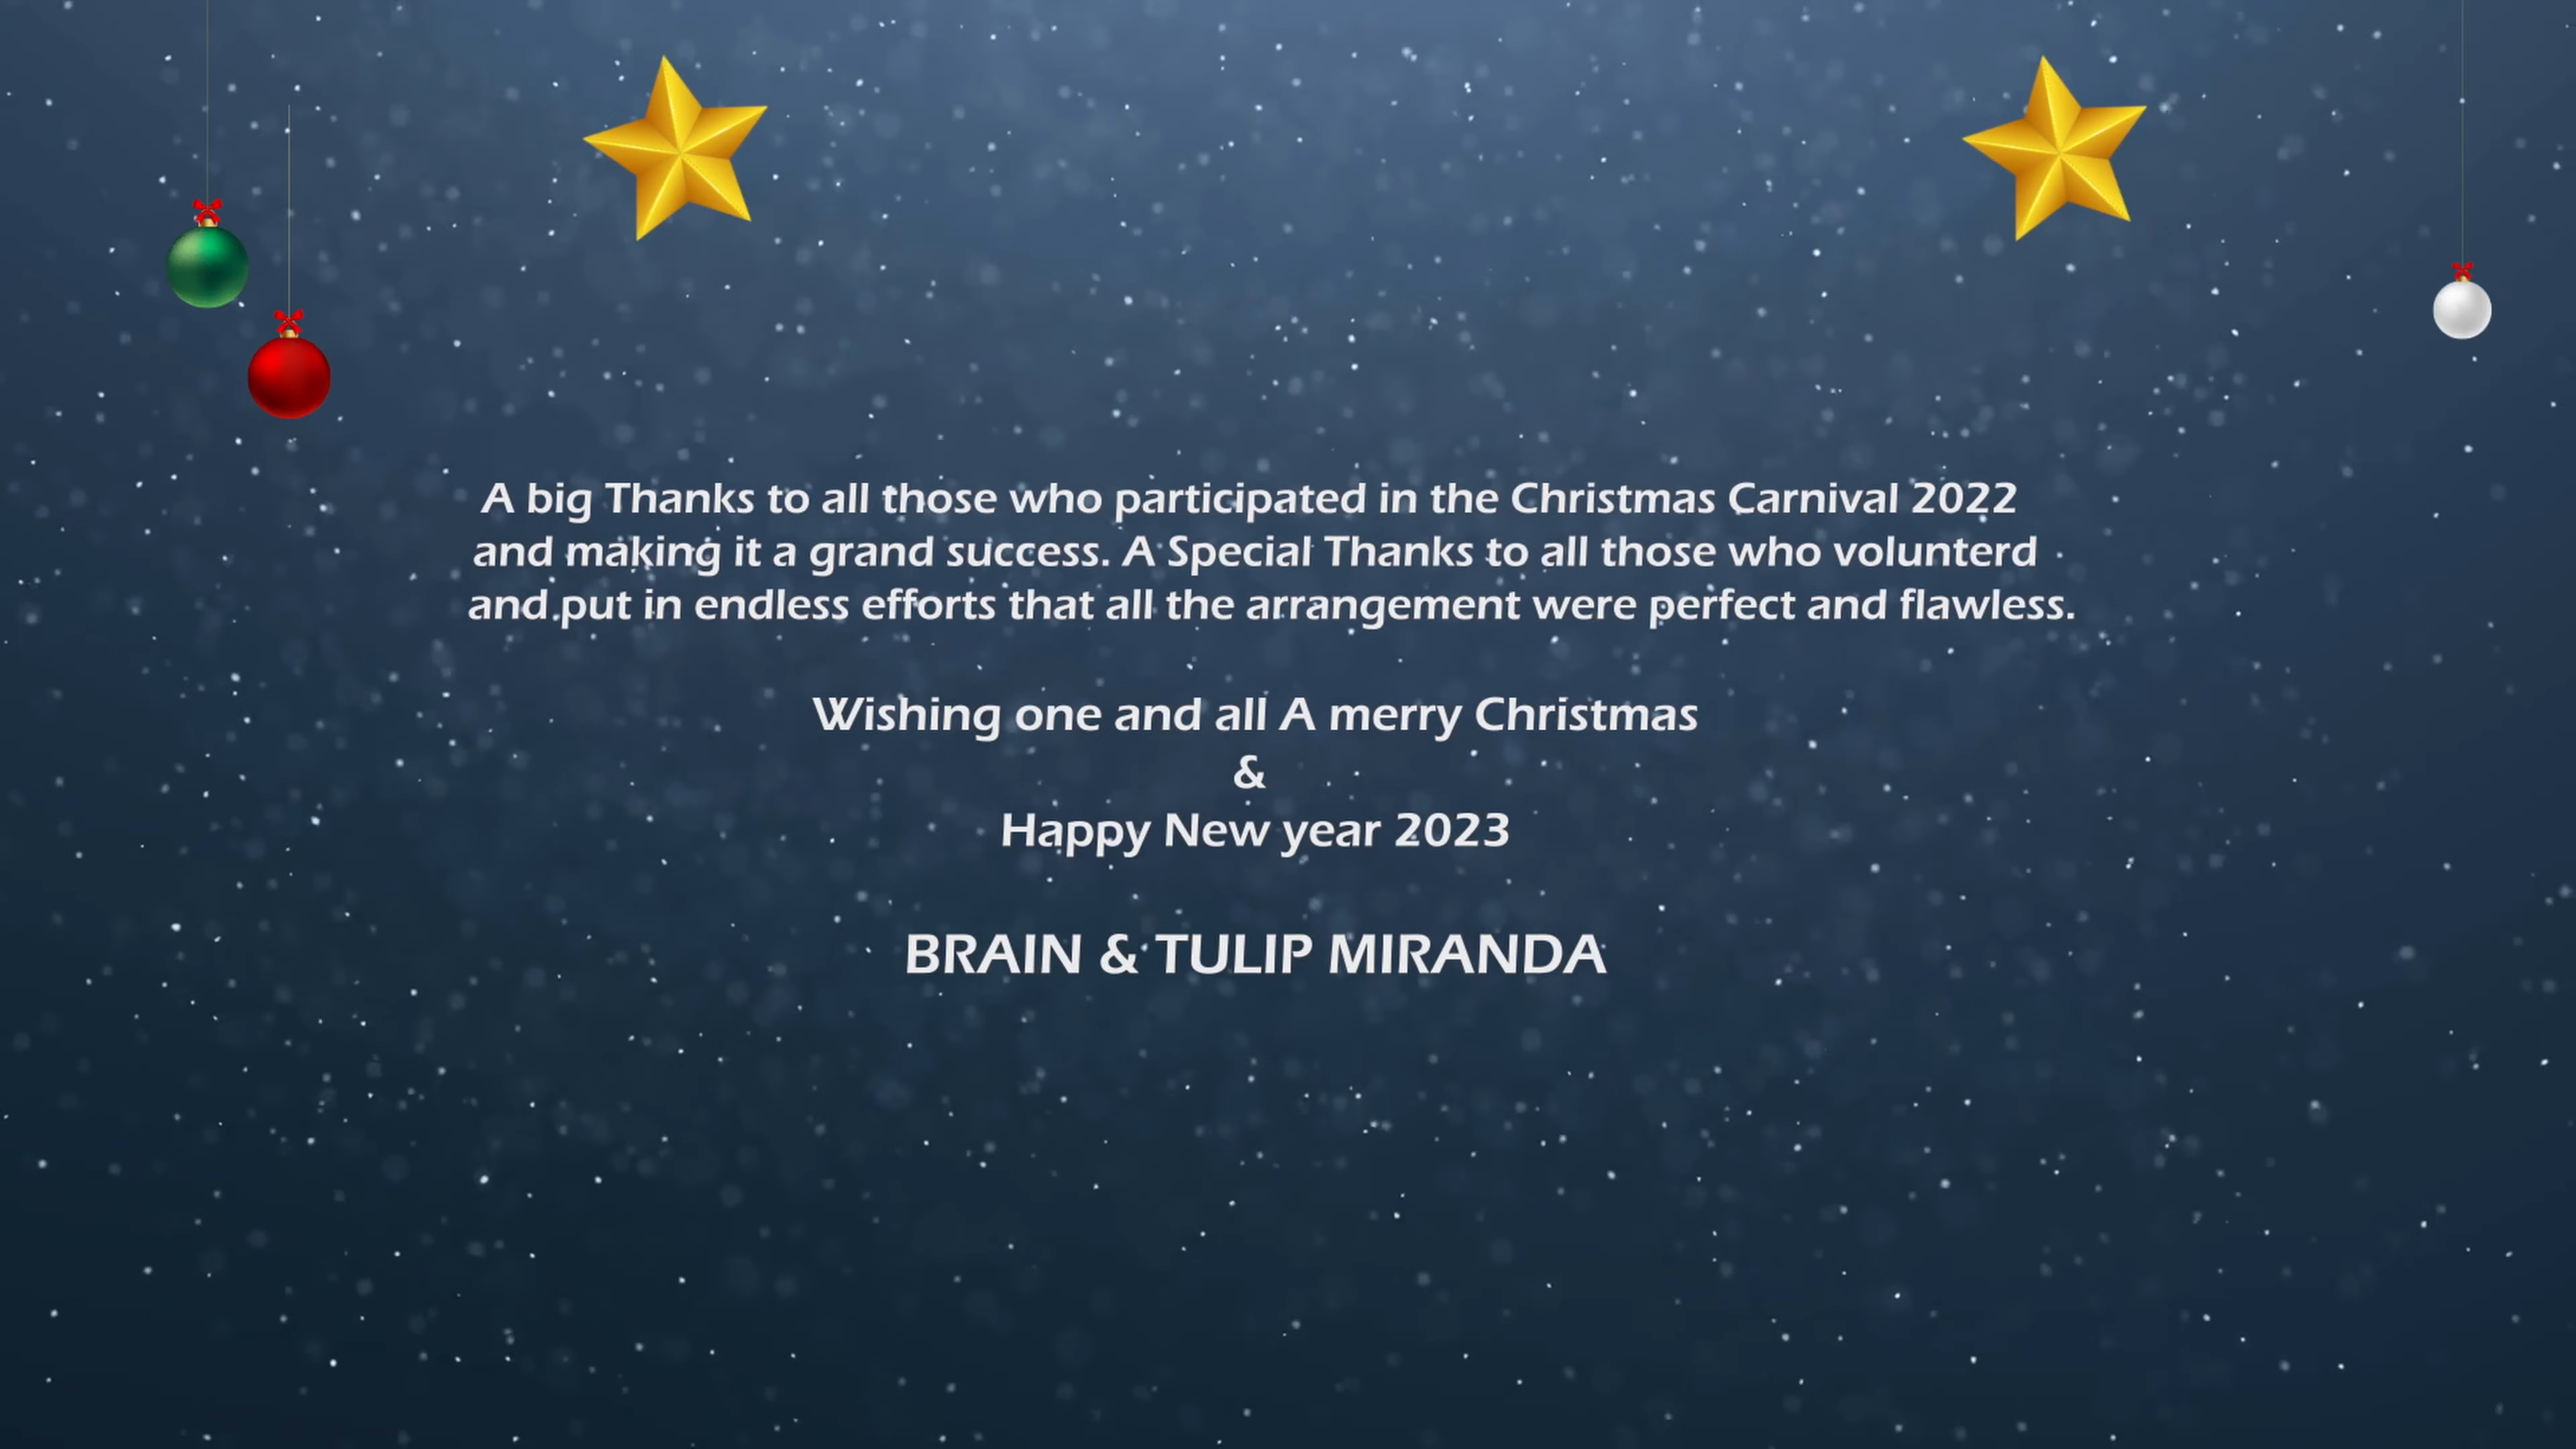 A big Thanks to all those who participated in the Christmas Carnival 2022
and making it a grand success. A Special Thanks to all those who volunterd
and put in endless efforts that all the arrangement were perfect and flawless.
Wishing one and all A merry Christmas
&
Happy New year 2023
BRAIN & TULIP MIRANDA